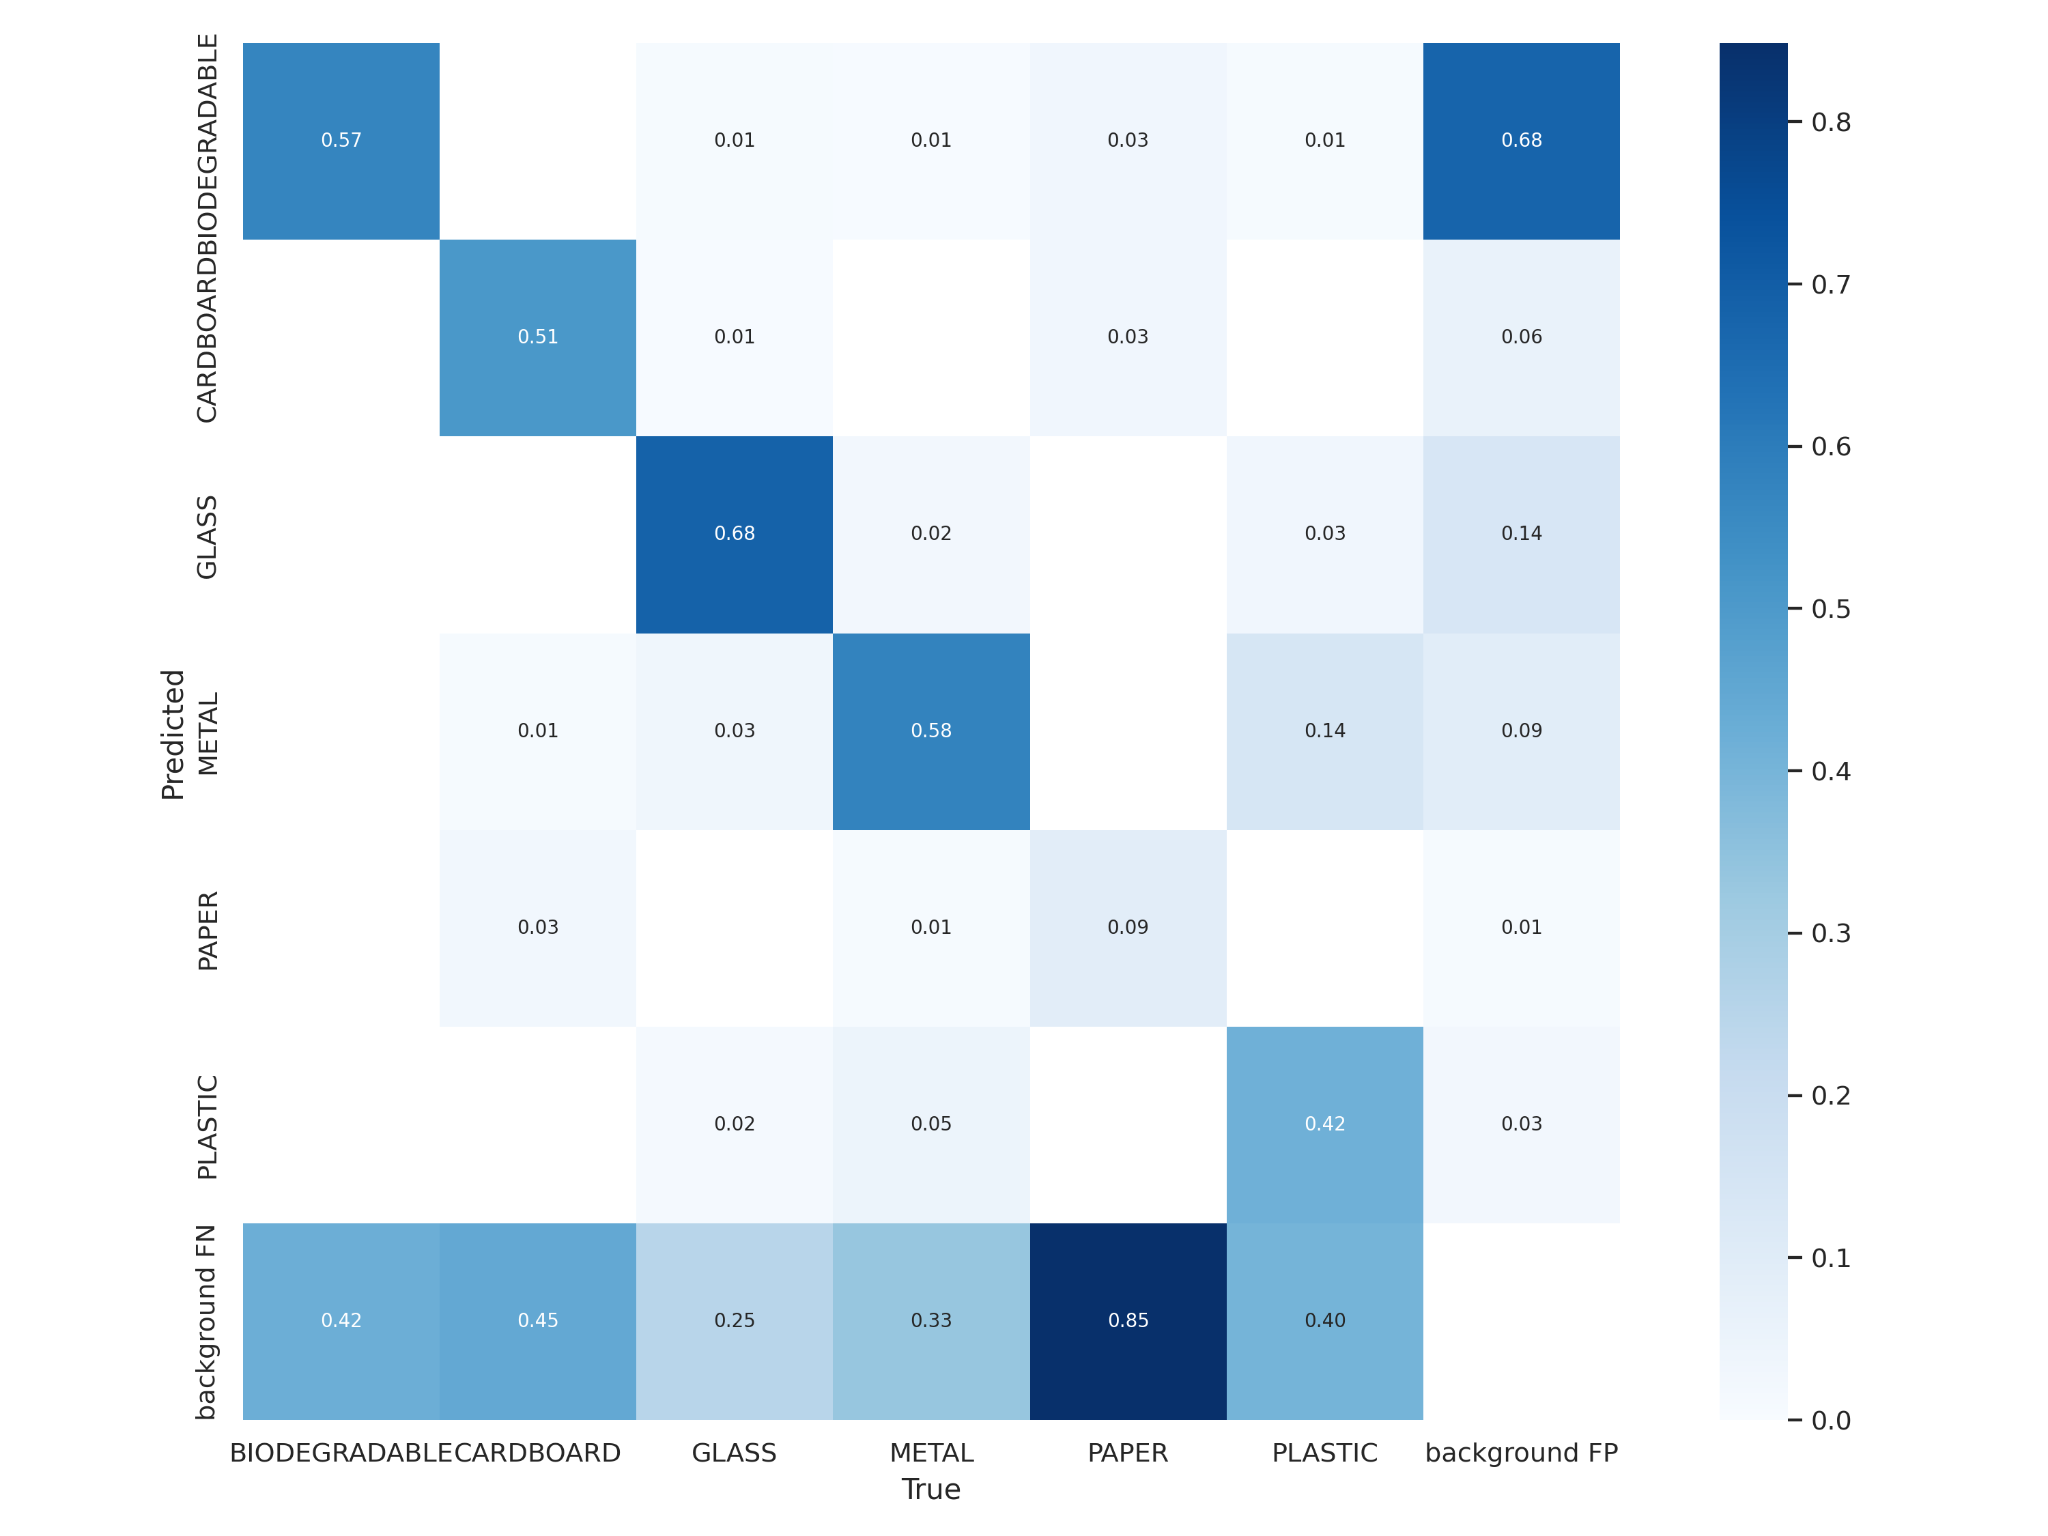 BIODEGRADABLE
0.57 0.01 0.01 0.03 0.01 0.68
CARDBOARD
0.51 0.01 0.03 0.06
GLASS
0.68 0.02 0.03 0.14
Predicted
METAL
0.01 0.03 0.58 0.14 0.09
PAPER
0.03 0.01 0.09 0.01
PLASTIC
0.02 0.05 0.42 0.03
background FN
0.42 0.45 0.25 0.33 0.85 0.40
BIODEGRADABLE CARDBOARD GLASS METAL PAPER PLASTIC background FP
True
0.8
0.7
0.6
0.5
0.4
0.3
0.2
0.1
0.0